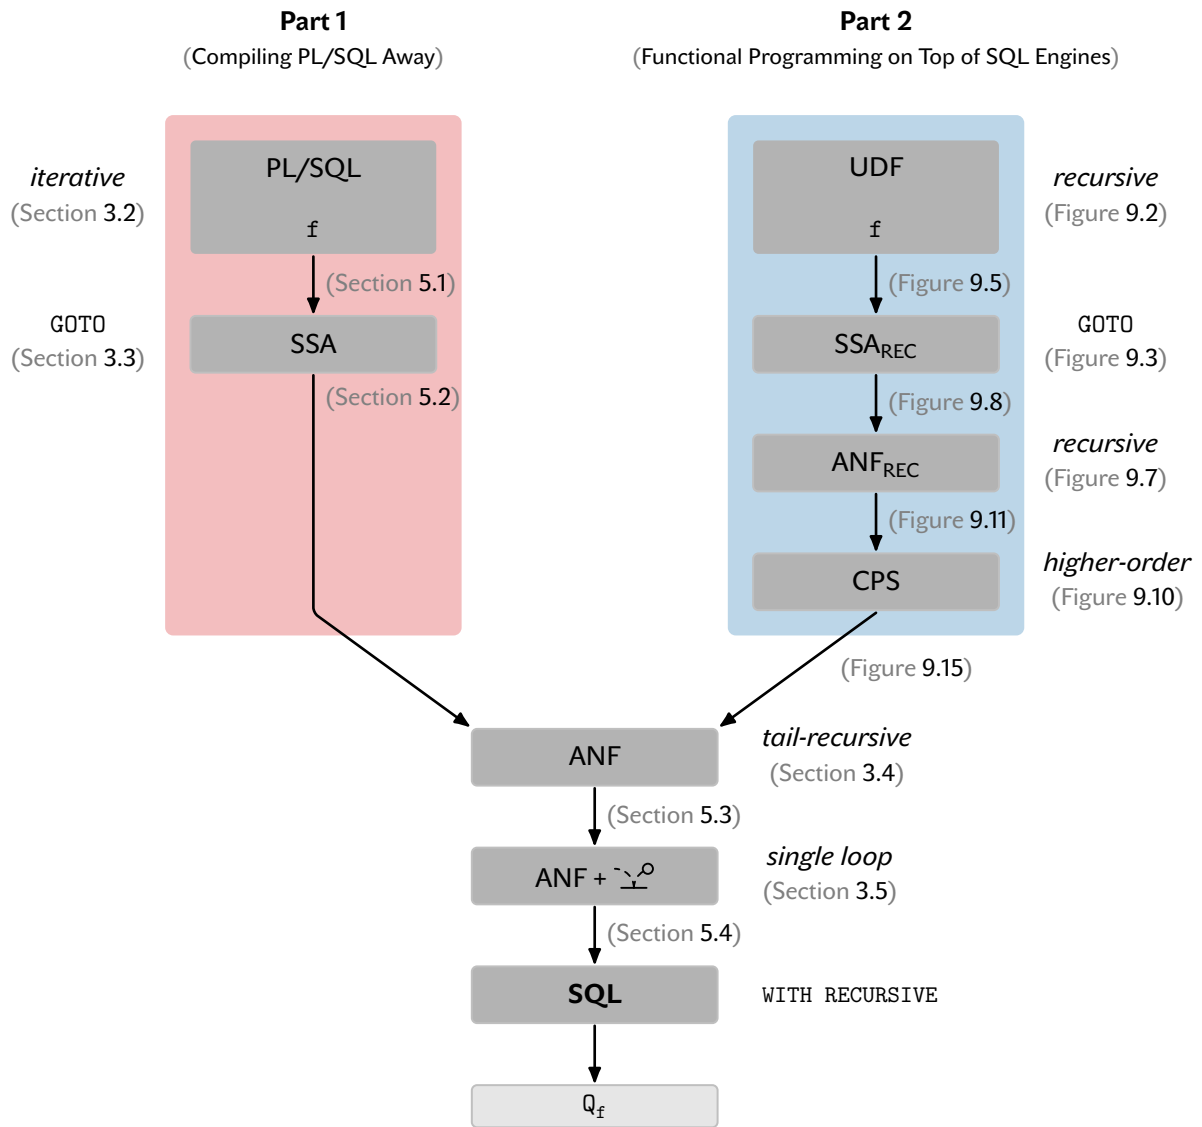 Part 1
(Compiling PL/SQL Away)
Part 2
(Functional Programming on Top of SQL Engines)
iterative
(Section 3.2)
PL/SQL
f
UDF
f
recursive
(Figure 9.2)
(Section 5.1)
(Figure 9.5)
GOTO
(Section 3.3)
SSA
SSAREC
GOTO
(Figure 9.3)
(Section 5.2)
(Figure 9.8)
ANFREC
recursive
(Figure 9.7)
(Figure 9.11)
CPS
higher-order
(Figure 9.10)
(Figure 9.15)
ANF
tail-recursive
(Section 3.4)
(Section 5.3)
ANF +
single loop
(Section 3.5)
(Section 5.4)
SQL
WITH RECURSIVE
Qf